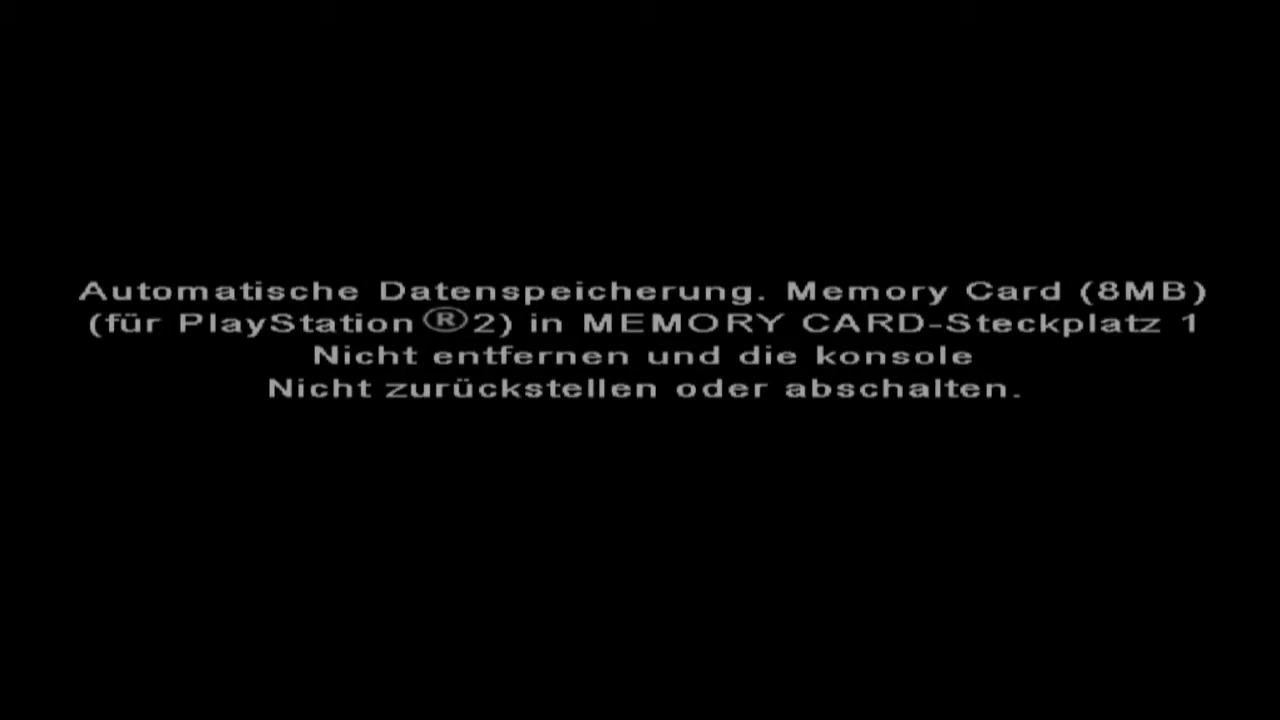 Automatische Datenspeicherung. Memory Card (8MB)
(für PlayStation®2) in MEMORY CARD-Steckplatz 1
Nicht entfernen und die konsole
Nicht zurückstellen oder abschalten.